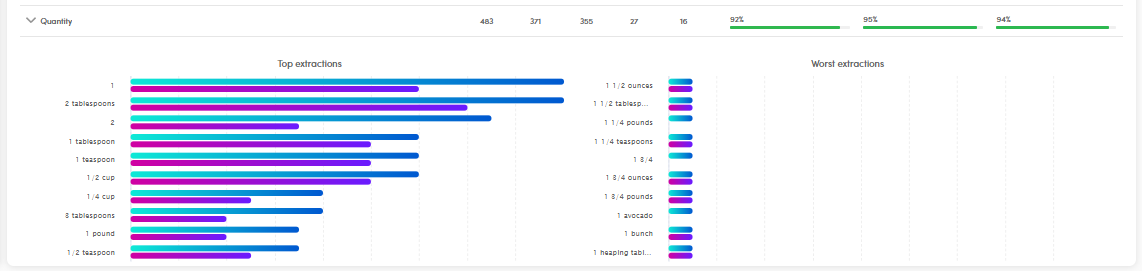 Quantity 483 371 355 27 16 92% 95% 94%
Top extractions Worst extractions
1 1 1/2 ounces
2 tablespoons 1 1/2 tablesp...
2 1 1/4 pounds
1 tablespoon 1 1/4 teaspoons
1 teaspoon 1 3/4
1/2 cup 1 3/4 ounces
1/4 cup 1 3/4 pounds
3 tablespoons 1 avocado
1 pound 1 bunch
1/2 teaspoon 1 heaping tabl...